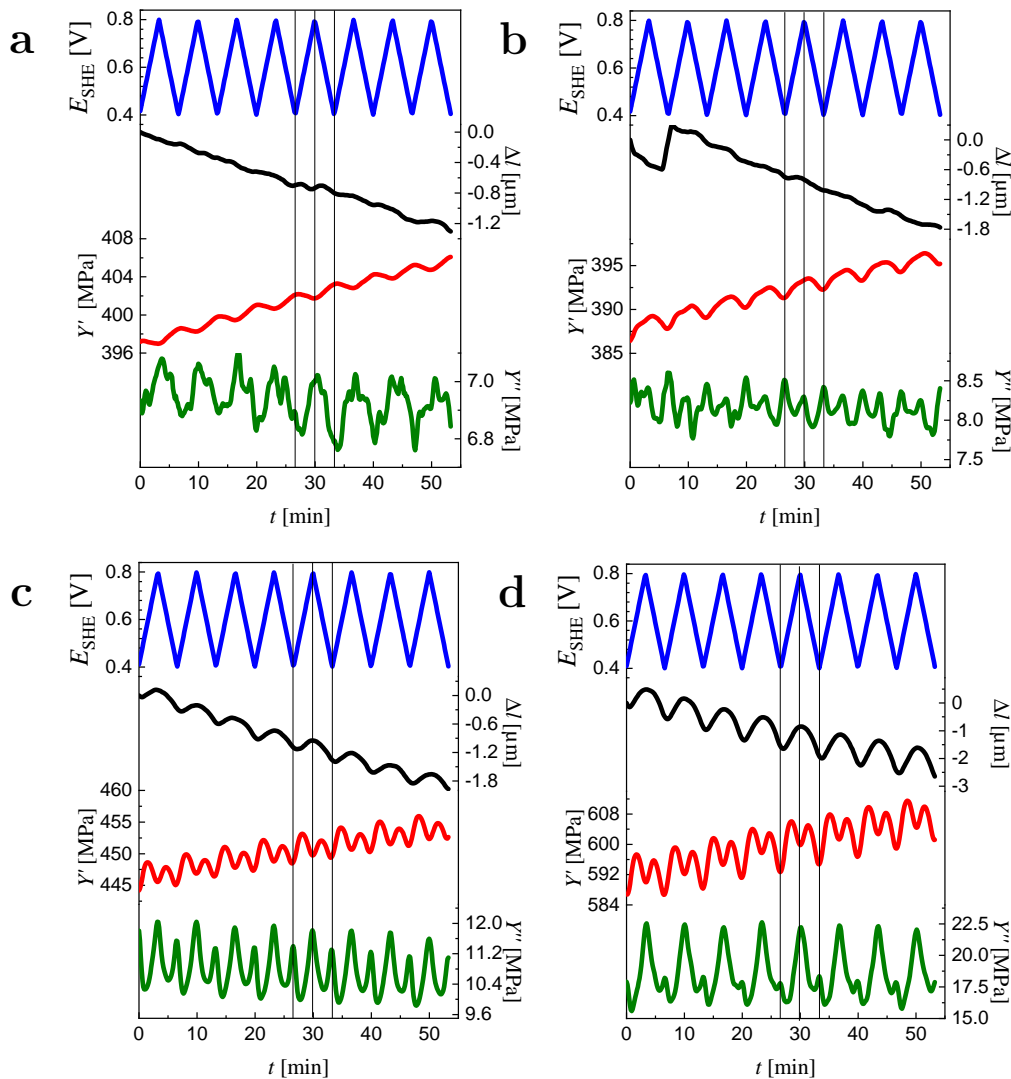 a
E_SHE [V]
0.8
0.6
0.4
0.0
-0.4
-0.8
-1.2
Δl [μm]
408
404
400
396
Y' [MPa]
7.0
6.8
Y'' [MPa]
0 10 20 30 40 50
t [min]
b
E_SHE [V]
0.8
0.6
0.4
0.0
-0.6
-1.2
-1.8
Δl [μm]
395
390
385
Y' [MPa]
8.5
8.0
7.5
Y'' [MPa]
0 10 20 30 40 50
t [min]
c
E_SHE [V]
0.8
0.6
0.4
0.0
-0.6
-1.2
-1.8
Δl [μm]
460
455
450
445
Y' [MPa]
12.0
11.2
10.4
9.6
Y'' [MPa]
0 10 20 30 40 50
t [min]
d
E_SHE [V]
0.8
0.6
0.4
0
-1
-2
-3
Δl [μm]
608
600
592
584
Y' [MPa]
22.5
20.0
17.5
15.0
Y'' [MPa]
0 10 20 30 40 50
t [min]